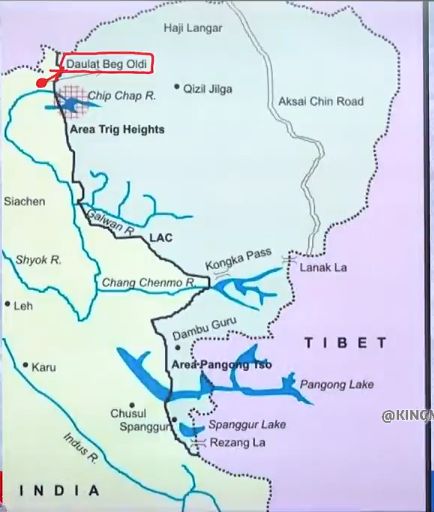 Haji Langar
Daulat Beg Oldi
Qizil Jilga
Chip Chap R.
Aksai Chin Road
Area Trig Heights
Siachen
Galwan R.
LAC
Shyok R.
Kongka Pass
Lanak La
Chang Chenmo R.
Leh
Dambu Guru
TIBET
Karu
Area Pangong Tso
Pangong Lake
Chusul
Spanggur
Spanggur Lake
Rezang La
Indus R.
INDIA